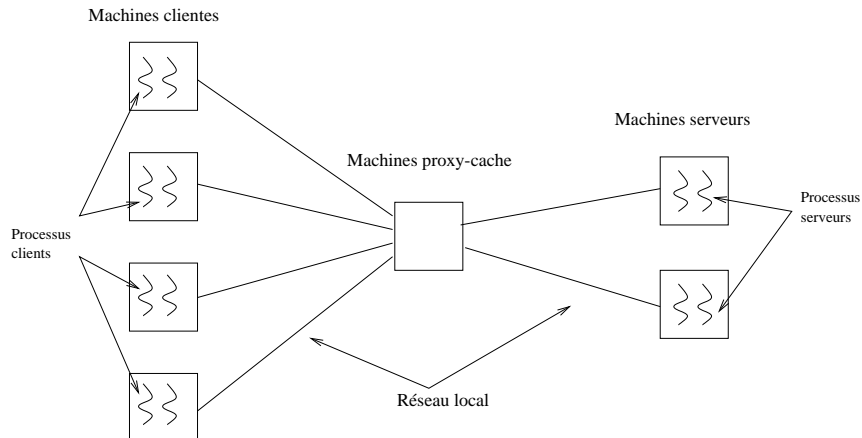 Machines clientes
Machines serveurs
Machines proxy-cache
Processus
serveurs
Processus
clients
Réseau local